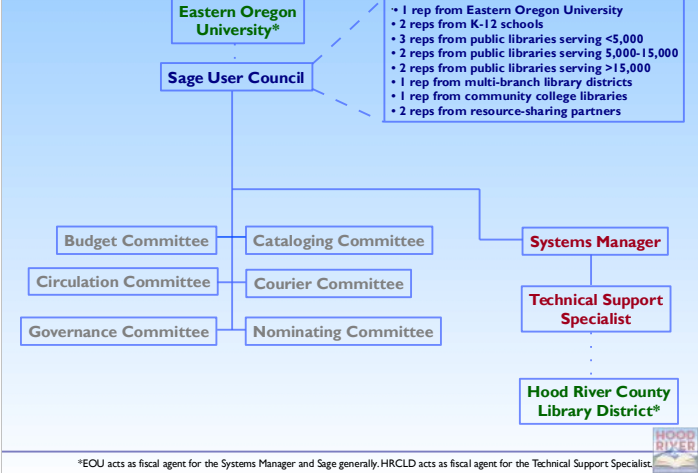 Eastern Oregon
University*
• 1 rep from Eastern Oregon University
• 2 reps from K-12 schools
• 3 reps from public libraries serving <5,000
• 2 reps from public libraries serving 5,000-15,000
• 2 reps from public libraries serving >15,000
• 1 rep from multi-branch library districts
• 1 rep from community college libraries
• 2 reps from resource-sharing partners
Sage User Council
Budget Committee
Cataloging Committee
Systems Manager
Circulation Committee
Courier Committee
Technical Support
Specialist
Governance Committee
Nominating Committee
Hood River County
Library District*
HOOD
RIVER
*EOU acts as fiscal agent for the Systems Manager and Sage generally. HRCLD acts as fiscal agent for the Technical Support Specialist.